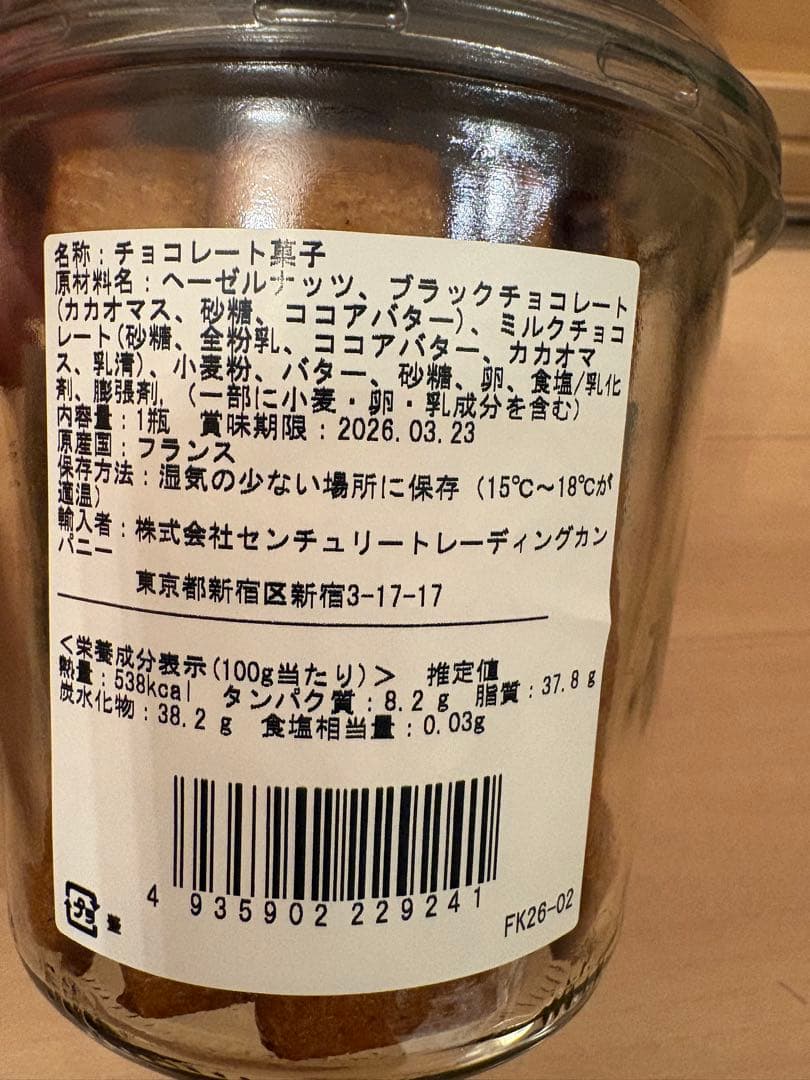 名称：チョコレート菓子
原材料名：ヘーゼルナッツ、ブラックチョコレート
(カカオマス、砂糖、ココアバター)、ミルクチョコ
レート(砂糖、全粉乳、ココアバター、カカオマ
ス、乳清)、小麦粉、バター、砂糖、卵、食塩/乳化
剤、膨張剤、(一部に小麦・卵・乳成分を含む)
内容量：1瓶　賞味期限：2026.03.23
原産国：フランス
保存方法：湿気の少ない場所に保存 (15℃～18℃が
適温)
輸入者：株式会社センチュリートレーディングカン
パニー
東京都新宿区新宿3-17-17
<栄養成分表示(100g当たり)>　推定値
熱量：538kcal　タンパク質：8.2g　脂質：37.8g
炭水化物：38.2g　食塩相当量：0.03g
4 935902 229241
プラ 蓋
FK26-02